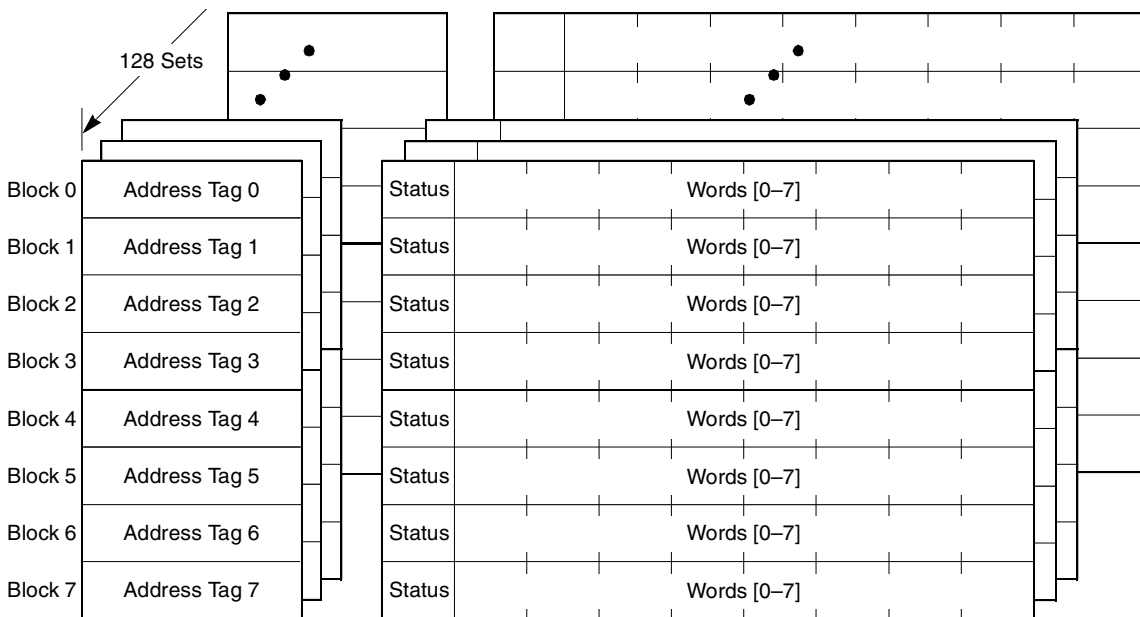 128 Sets
Block 0 Address Tag 0 Status Words [0–7]
Block 1 Address Tag 1 Status Words [0–7]
Block 2 Address Tag 2 Status Words [0–7]
Block 3 Address Tag 3 Status Words [0–7]
Block 4 Address Tag 4 Status Words [0–7]
Block 5 Address Tag 5 Status Words [0–7]
Block 6 Address Tag 6 Status Words [0–7]
Block 7 Address Tag 7 Status Words [0–7]